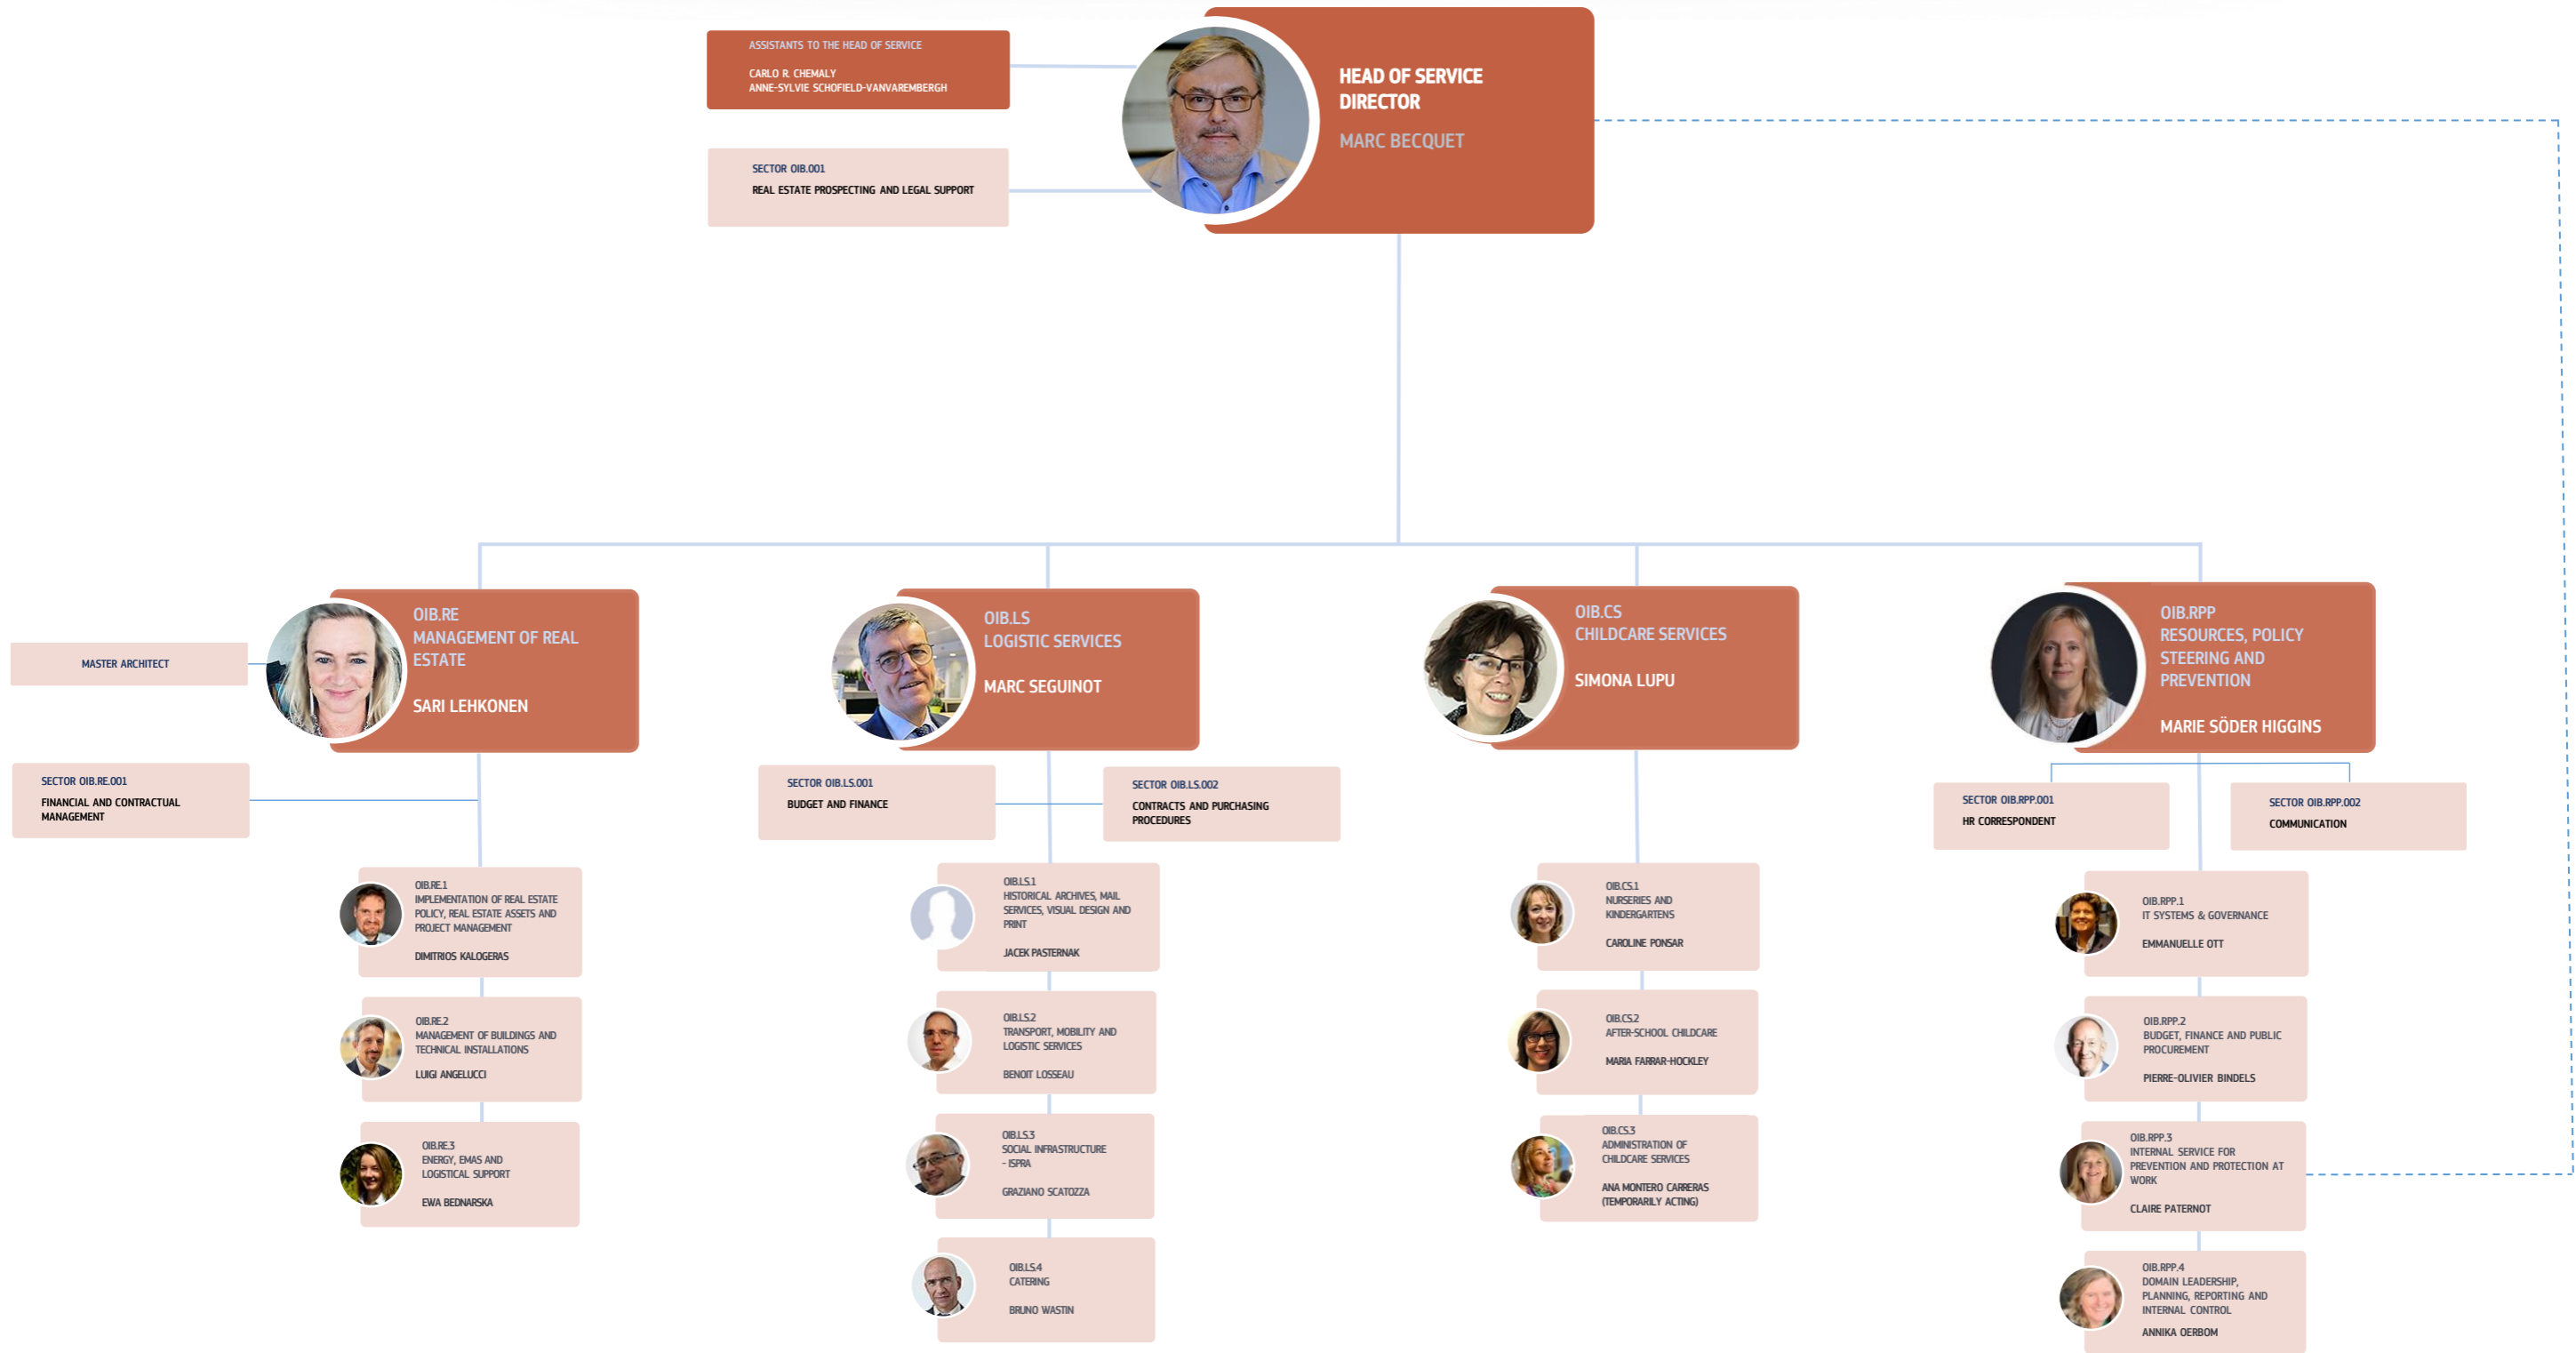 ASSISTANTS TO THE HEAD OF SERVICE
CARLO R. CHEMALY
ANNE-SYLVIE SCHOFIELD-VANVAREMBERGH
HEAD OF SERVICE
DIRECTOR
MARC BECQUET
SECTOR OIB.001
REAL ESTATE PROSPECTING AND LEGAL SUPPORT
MASTER ARCHITECT
OIB.RE
MANAGEMENT OF REAL
ESTATE
SARI LEHKONEN
SECTOR OIB.RE.001
FINANCIAL AND CONTRACTUAL
MANAGEMENT
OIB.RE.1
IMPLEMENTATION OF REAL ESTATE
POLICY, REAL ESTATE ASSETS AND
PROJECT MANAGEMENT
DIMITRIOS KALOGERAS
OIB.RE.2
MANAGEMENT OF BUILDINGS AND
TECHNICAL INSTALLATIONS
LUIGI ANGELUCCI
OIB.RE.3
ENERGY, EMAS AND
LOGISTICAL SUPPORT
EWA BEDNARSKA
OIB.LS
LOGISTIC SERVICES
MARC SEGUINOT
SECTOR OIB.LS.001
BUDGET AND FINANCE
SECTOR OIB.LS.002
CONTRACTS AND PURCHASING
PROCEDURES
OIB.LS.1
HISTORICAL ARCHIVES, MAIL
SERVICES, VISUAL DESIGN AND
PRINT
JACEK PASTERNAK
OIB.LS.2
TRANSPORT, MOBILITY AND
LOGISTIC SERVICES
BENOIT LOSSEAU
OIB.LS.3
SOCIAL INFRASTRUCTURE
- ISPRA
GRAZIANO SCATOZZA
OIB.LS.4
CATERING
BRUNO WASTIN
OIB.CS
CHILDCARE SERVICES
SIMONA LUPU
OIB.CS.1
NURSERIES AND
KINDERGARTENS
CAROLINE PONSAR
OIB.CS.2
AFTER-SCHOOL CHILDCARE
MARIA FARRAR-HOCKLEY
OIB.CS.3
ADMINISTRATION OF
CHILDCARE SERVICES
ANA MONTERO CARRERAS
(TEMPORARILY ACTING)
OIB.RPP
RESOURCES, POLICY
STEERING AND
PREVENTION
MARIE SÖDER HIGGINS
SECTOR OIB.RPP.001
HR CORRESPONDENT
SECTOR OIB.RPP.002
COMMUNICATION
OIB.RPP.1
IT SYSTEMS & GOVERNANCE
EMMANUELLE OTT
OIB.RPP.2
BUDGET, FINANCE AND PUBLIC
PROCUREMENT
PIERRE-OLIVIER BINDELS
OIB.RPP.3
INTERNAL SERVICE FOR
PREVENTION AND PROTECTION AT
WORK
CLAIRE PATERNOT
OIB.RPP.4
DOMAIN LEADERSHIP,
PLANNING, REPORTING AND
INTERNAL CONTROL
ANNIKA OERBOM